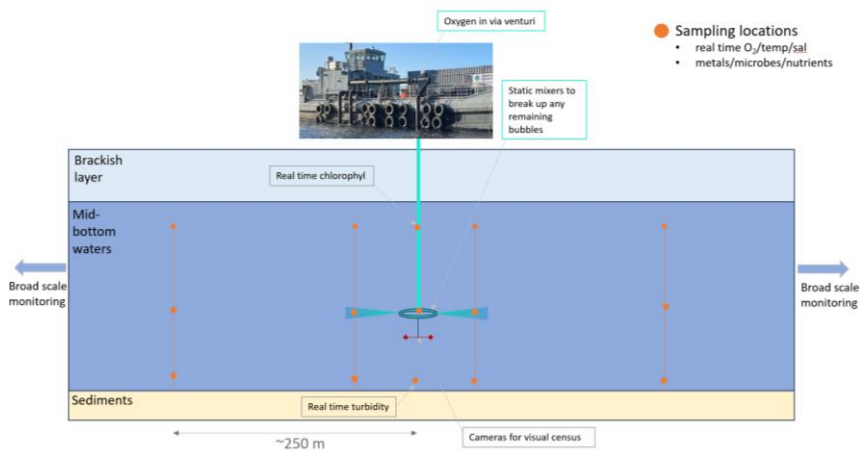 Oxygen in via venturi
Sampling locations
• real time O₂/temp/sal
• metals/microbes/nutrients
Static mixers to
break up any
remaining
bubbles
Brackish
layer
Real time chlorophyl
Mid-
bottom
waters
Broad scale
monitoring
Broad scale
monitoring
Sediments
Real time turbidity
~250 m
Cameras for visual census